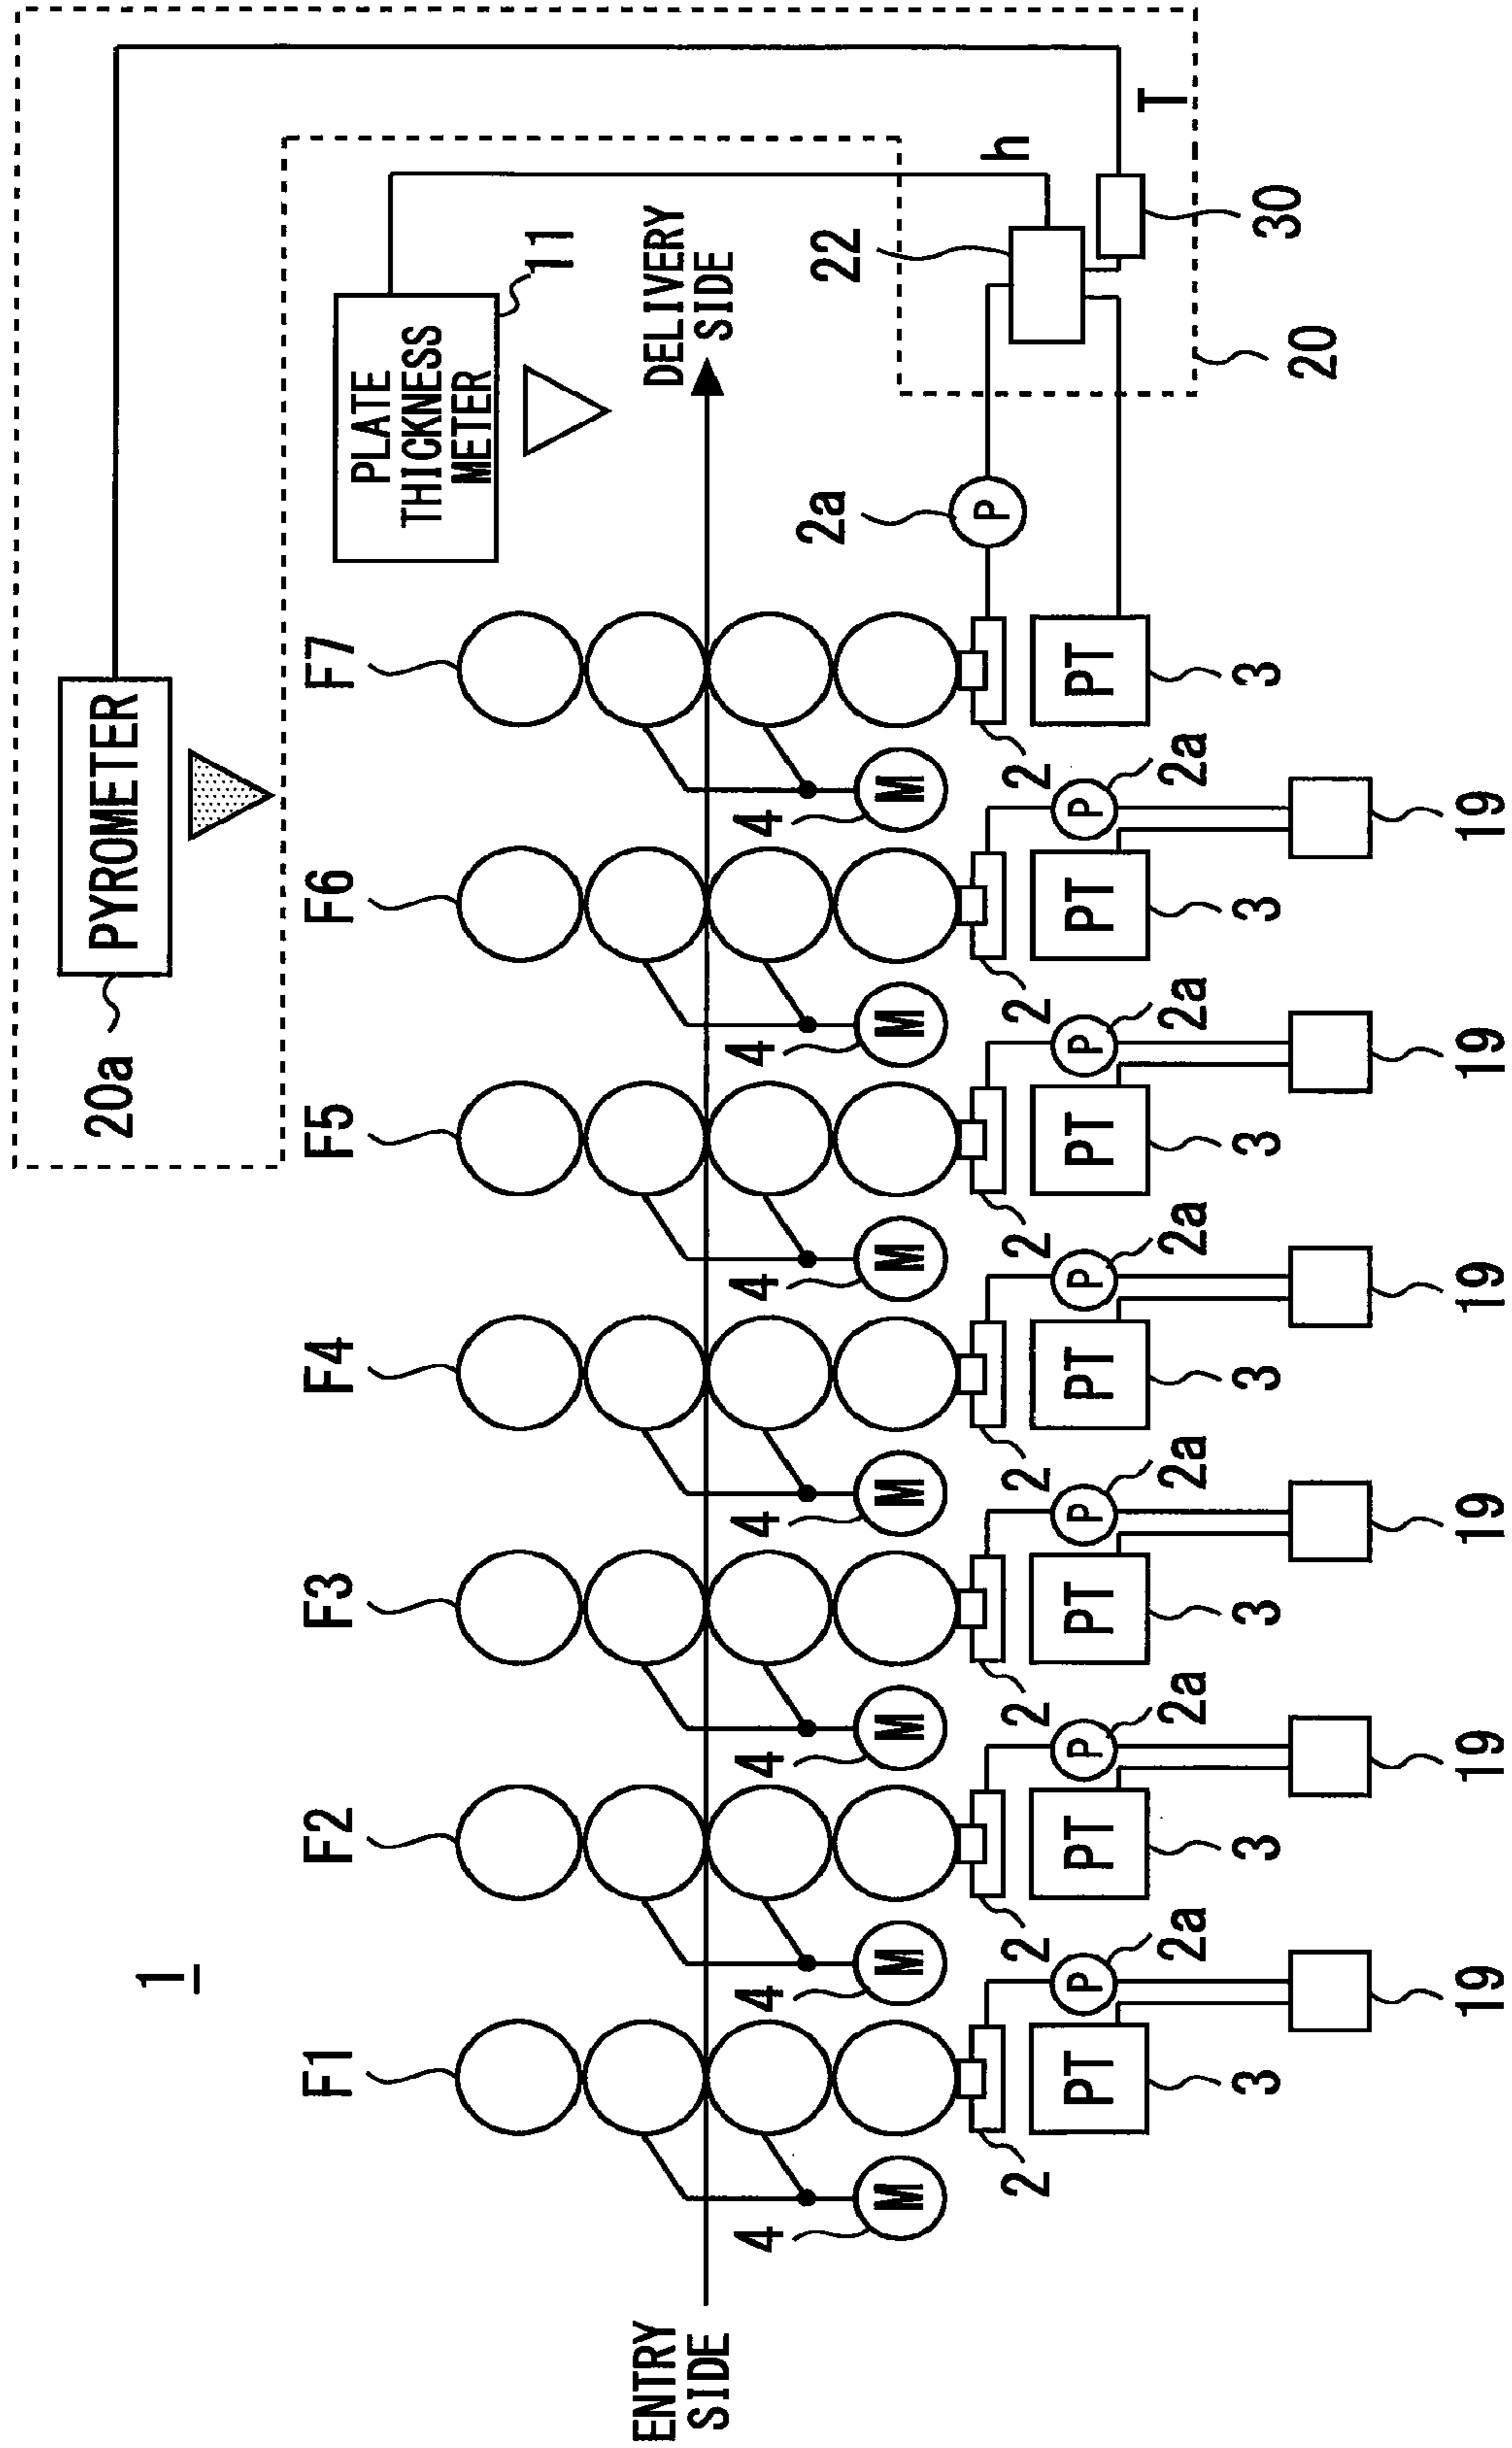 1
20a
PYROMETER
F1
F2
F3
F4
F5
F6
F7
PLATE
THICKNESS
METER
11
ENTRY
SIDE
DELIVERY
SIDE
4
4
4
4
4
4
4
M
M
M
M
M
M
M
2
2
2
2
2
2
2
2a
P
22
h
T
P
P
P
P
P
P
PT
PT
PT
PT
PT
PT
PT
2a
2a
2a
2a
2a
2a
3
3
3
3
3
3
3
20
30
19
19
19
19
19
19